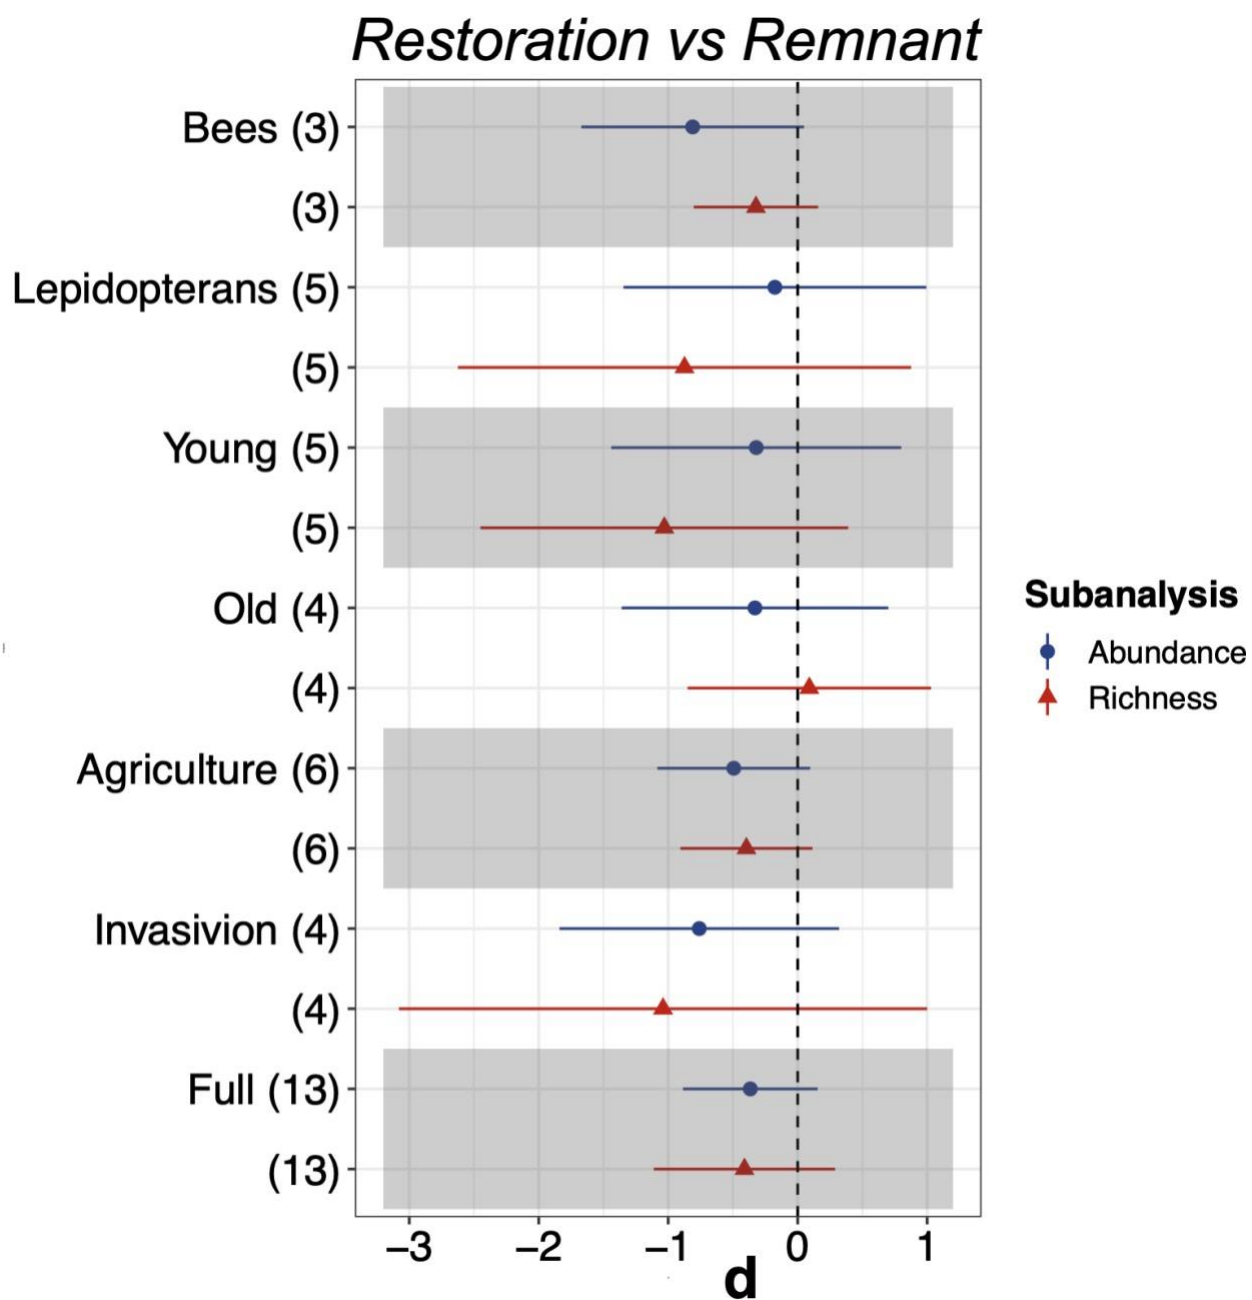 Restoration vs Remnant
Bees (3)
(3)
Lepidopterans (5)
(5)
Young (5)
(5)
Old (4)
(4)
Agriculture (6)
(6)
Invasivion (4)
(4)
Full (13)
(13)
−3 −2 −1 0 1
d
Subanalysis
Abundance
Richness